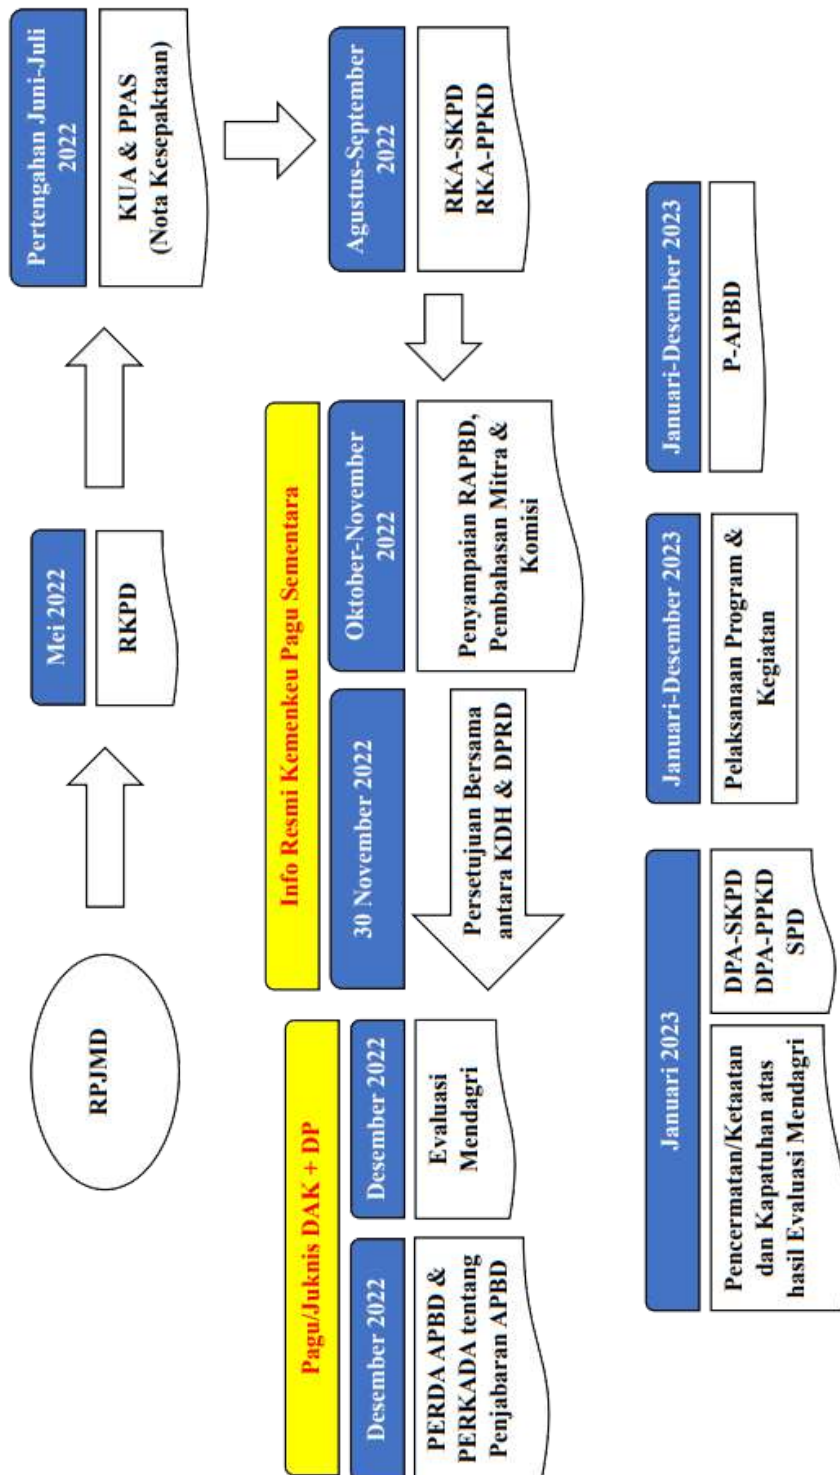 RPJMD
Mei 2022
RKPD
Pertengahan Juni-Juli
2022
KUA & PPAS
(Nota Kesepaktaan)
Agustus-September
2022
RKA-SKPD
RKA-PPKD
Info Resmi Kemenkeu Pagu Sementara
Oktober-November
2022
Penyampaian RAPBD,
Pembahasan Mitra &
Komisi
30 November 2022
Persetujuan Bersama
antara KDH & DPRD
Pagu/Juknis DAK + DP
Desember 2022
Evaluasi
Mendagri
Desember 2022
PERDA APBD &
PERKADA tentang
Penjabaran APBD
Januari 2023
Pencermatan/Ketaatan
dan Kapatuhan atas
hasil Evaluasi Mendagri
DPA-SKPD
DPA-PPKD
SPD
Januari-Desember 2023
Pelaksanaan Program &
Kegiatan
Januari-Desember 2023
P-APBD